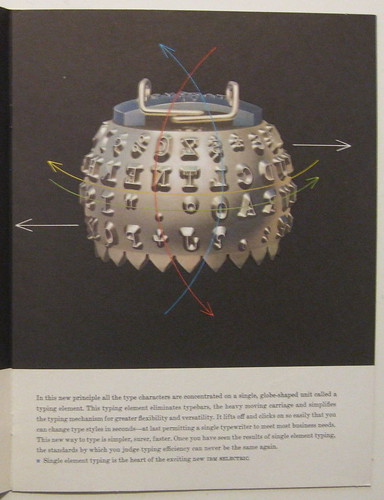 In this new principle all the type characters are concentrated on a single, globe-shaped unit called a
typing element. This typing element eliminates typebars, the heavy moving carriage and simplifies
the typing mechanism for greater flexibility and versatility. It lifts off and clicks on so easily that you
can change type styles in seconds—at last permitting a single typewriter to meet most business needs.
This new way to type is simpler, surer, faster. Once you have seen the results of single element typing,
the standards by which you judge typing efficiency can never be the same again.
Single element typing is the heart of the exciting new IBM SELECTRIC.